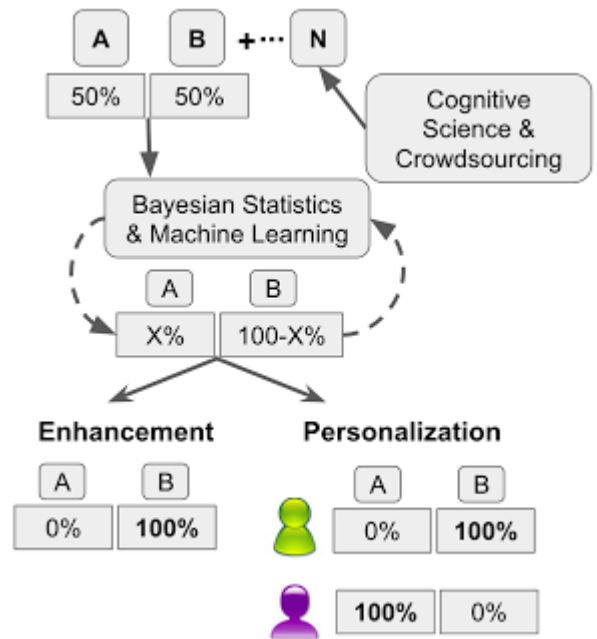 A B +··· N
50% 50%
Cognitive
Science &
Crowdsourcing
Bayesian Statistics
& Machine Learning
A B
X% 100-X%
Enhancement
A B
0% 100%
Personalization
A B
0% 100%
100% 0%